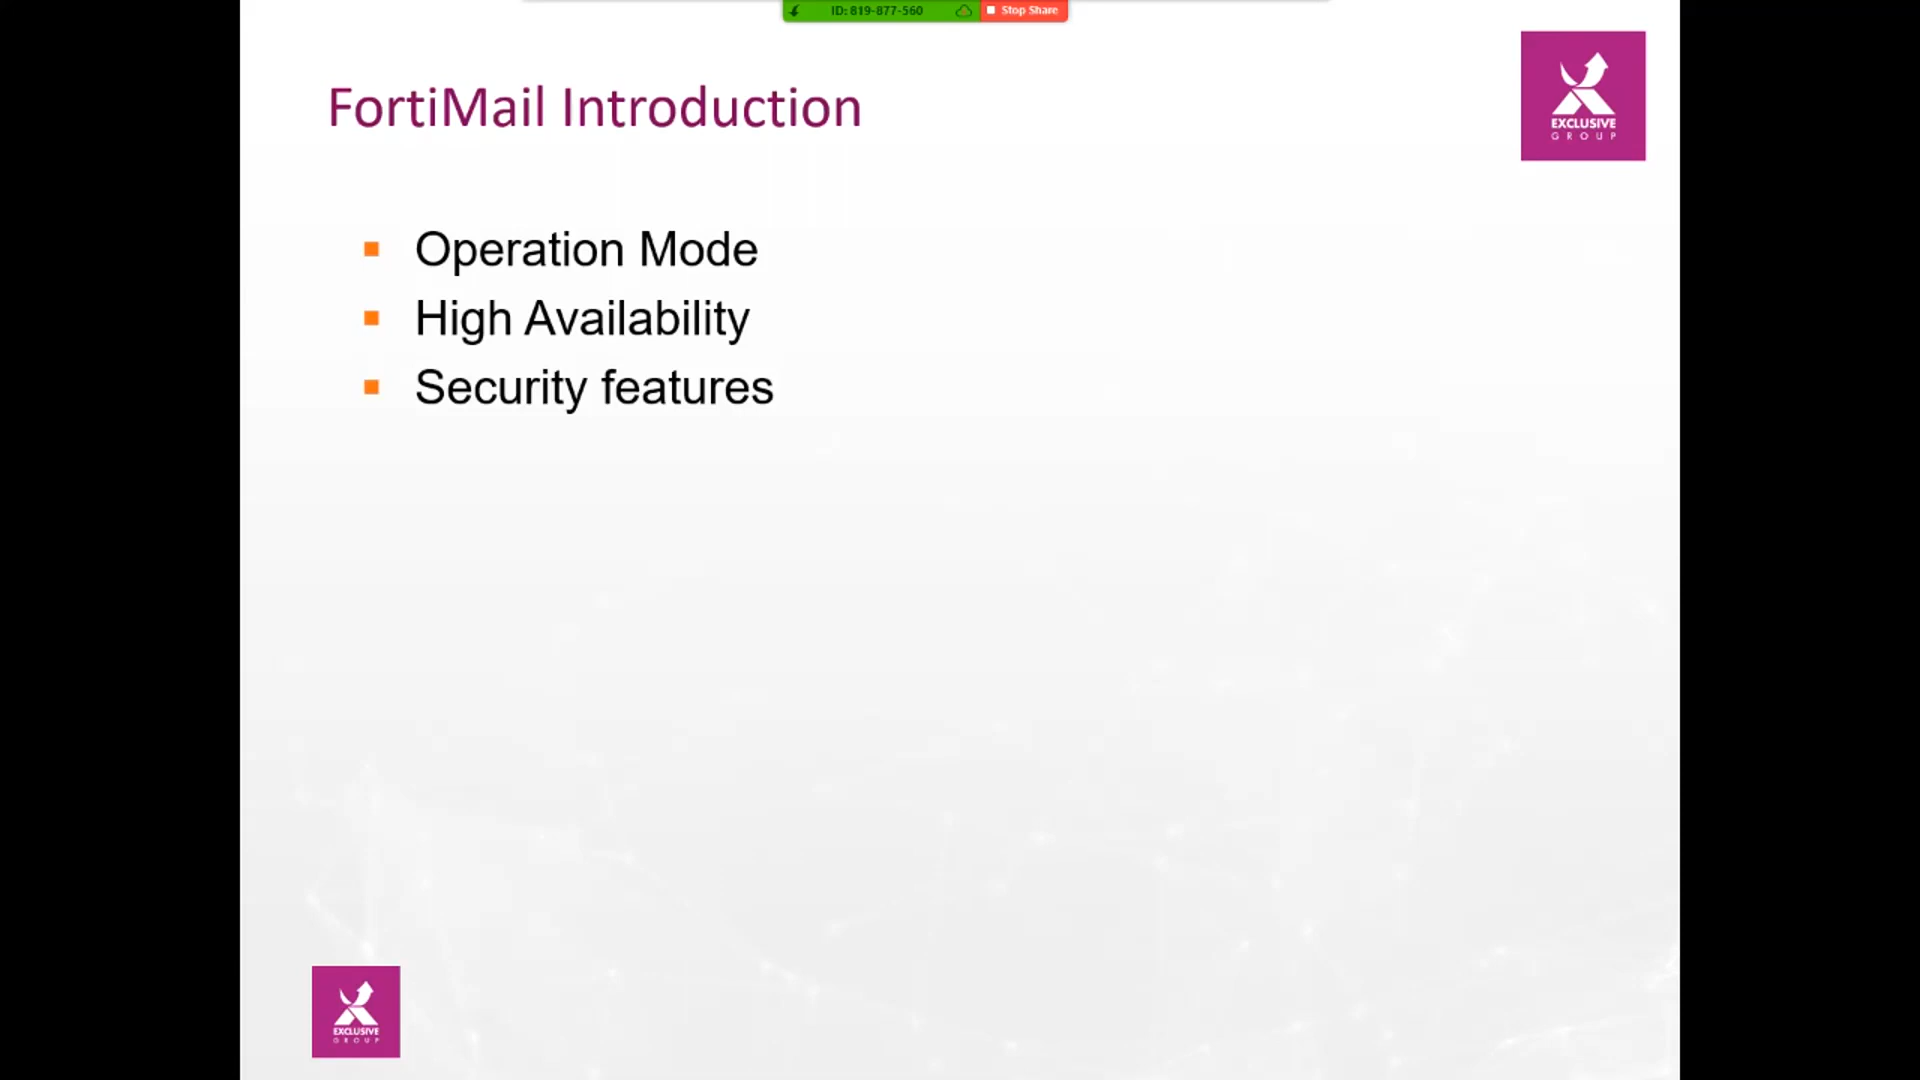 ID: 819-877-560
Stop Share
FortiMail Introduction
EXCLUSIVE
GROUP
Operation Mode
High Availability
Security features
EXCLUSIVE
GROUP